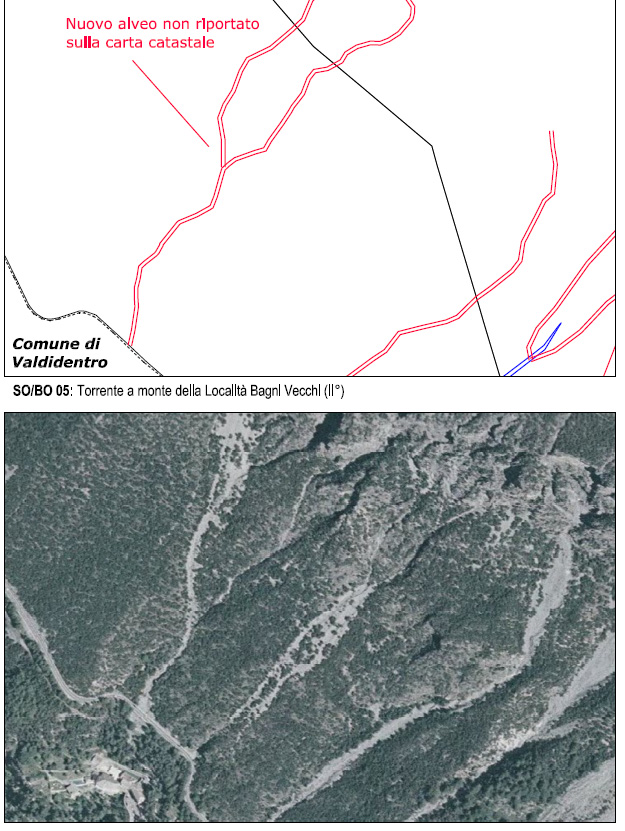 Nuovo alveo non riportato
sulla carta catastale
Comune di
Valdidentro
SO/BO 05: Torrente a monte della Località Bagni Vecchi (II°)